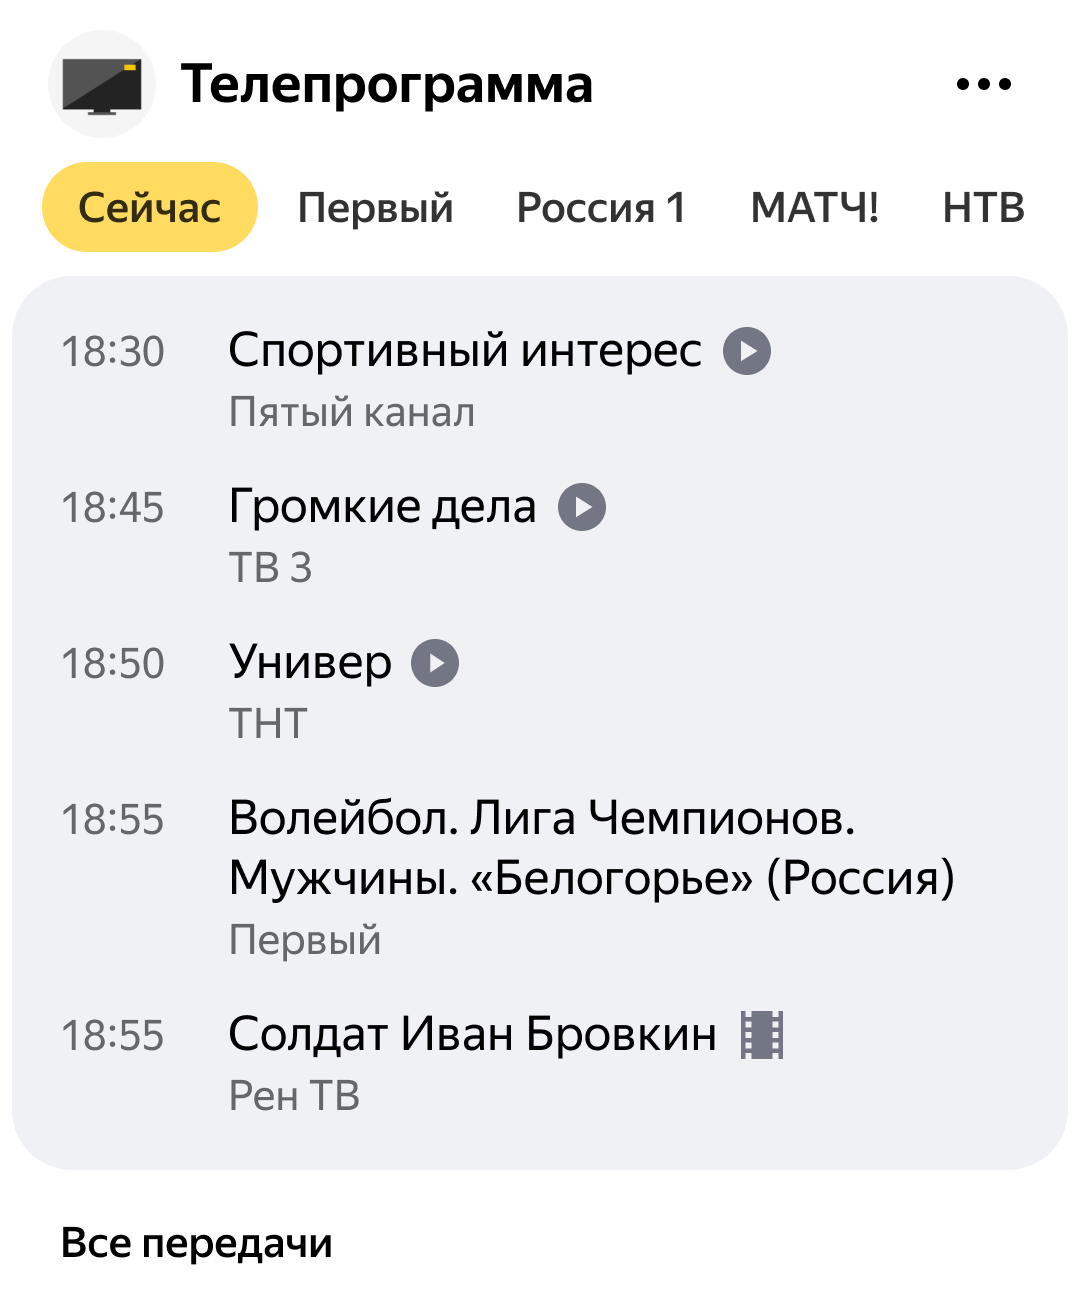 Телепрограмма
Сейчас Первый Россия 1 МАТЧ! НТВ
18:30 Спортивный интерес
Пятый канал
18:45 Громкие дела
ТВ 3
18:50 Универ
ТНТ
18:55 Волейбол. Лига Чемпионов.
Мужчины. «Белогорье» (Россия)
Первый
18:55 Солдат Иван Бровкин
Рен ТВ
Все передачи